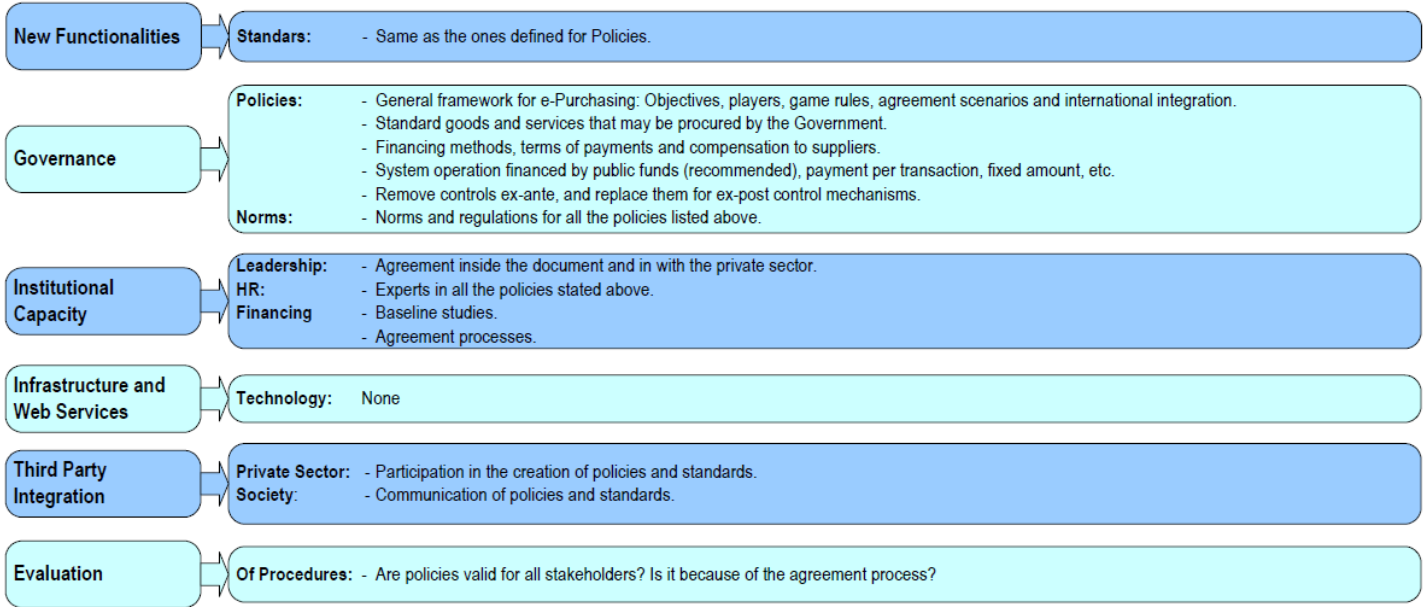 New Functionalities
Standars: - Same as the ones defined for Policies.
Governance
Policies: - General framework for e-Purchasing: Objectives, players, game rules, agreement scenarios and international integration.
- Standard goods and services that may be procured by the Government.
- Financing methods, terms of payments and compensation to suppliers.
- System operation financed by public funds (recommended), payment per transaction, fixed amount, etc.
- Remove controls ex-ante, and replace them for ex-post control mechanisms.
Norms: - Norms and regulations for all the policies listed above.
Institutional
Capacity
Leadership: - Agreement inside the document and in with the private sector.
HR: - Experts in all the policies stated above.
Financing - Baseline studies.
- Agreement processes.
Infrastructure and
Web Services
Technology: None
Third Party
Integration
Private Sector: - Participation in the creation of policies and standards.
Society: - Communication of policies and standards.
Evaluation
Of Procedures: - Are policies valid for all stakeholders? Is it because of the agreement process?